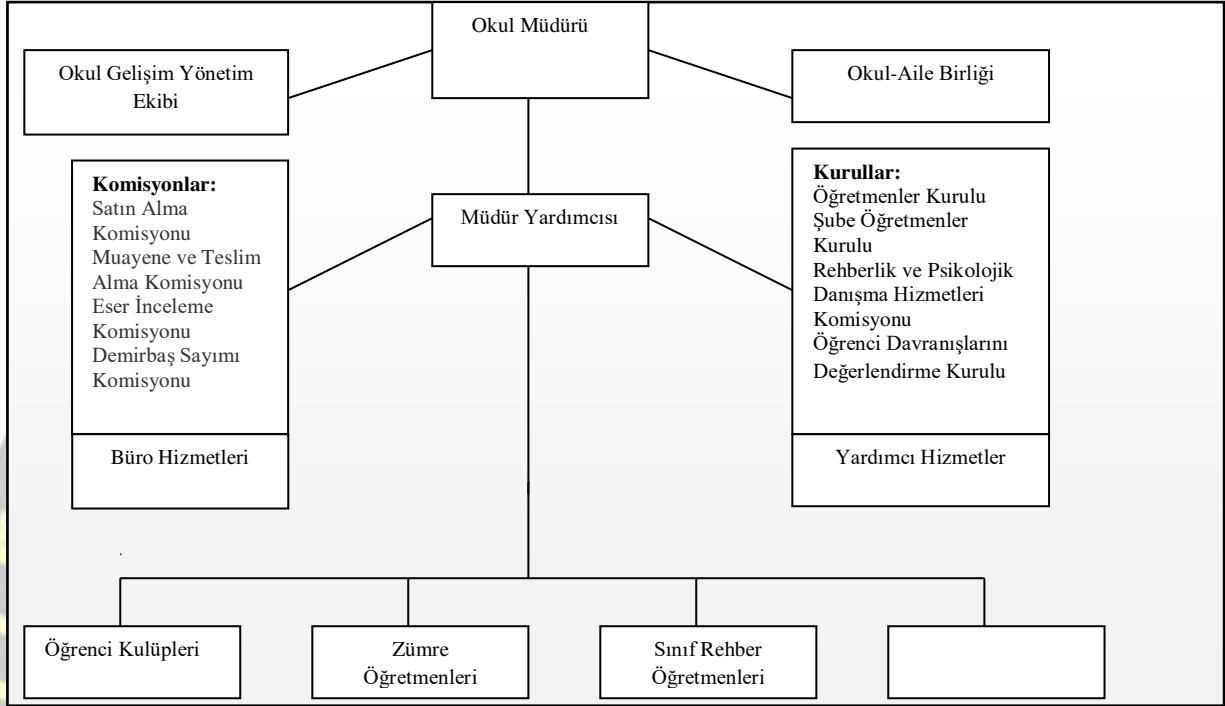 Okul Müdürü
Okul Gelişim Yönetim
Ekibi
Okul-Aile Birliği
Komisyonlar:
Satın Alma
Komisyonu
Muayene ve Teslim
Alma Komisyonu
Eser İnceleme
Komisyonu
Demirbaş Sayımı
Komisyonu
Müdür Yardımcısı
Kurullar:
Öğretmenler Kurulu
Şube Öğretmenler
Kurulu
Rehberlik ve Psikolojik
Danışma Hizmetleri
Komisyonu
Öğrenci Davranışlarını
Değerlendirme Kurulu
Büro Hizmetleri
Yardımcı Hizmetler
Öğrenci Kulüpleri
Zümre
Öğretmenleri
Sınıf Rehber
Öğretmenleri